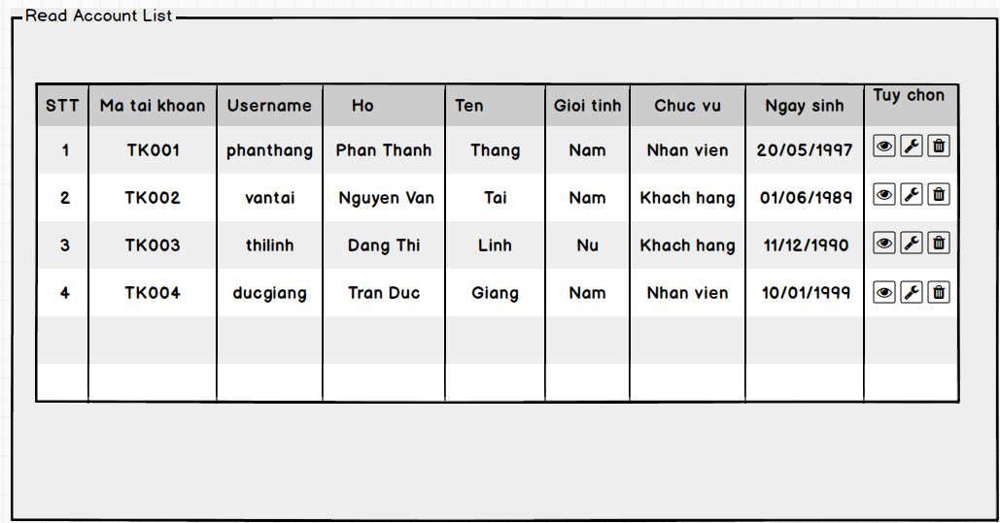 Read Account List
STT Ma tai khoan Username Ho Ten Gioi tinh Chuc vu Ngay sinh Tuy chon
1 TK001 phanthang Phan Thanh Thang Nam Nhan vien 20/05/1997
2 TK002 vantai Nguyen Van Tai Nam Khach hang 01/06/1989
3 TK003 thilinh Dang Thi Linh Nu Khach hang 11/12/1990
4 TK004 ducgiang Tran Duc Giang Nam Nhan vien 10/01/1999